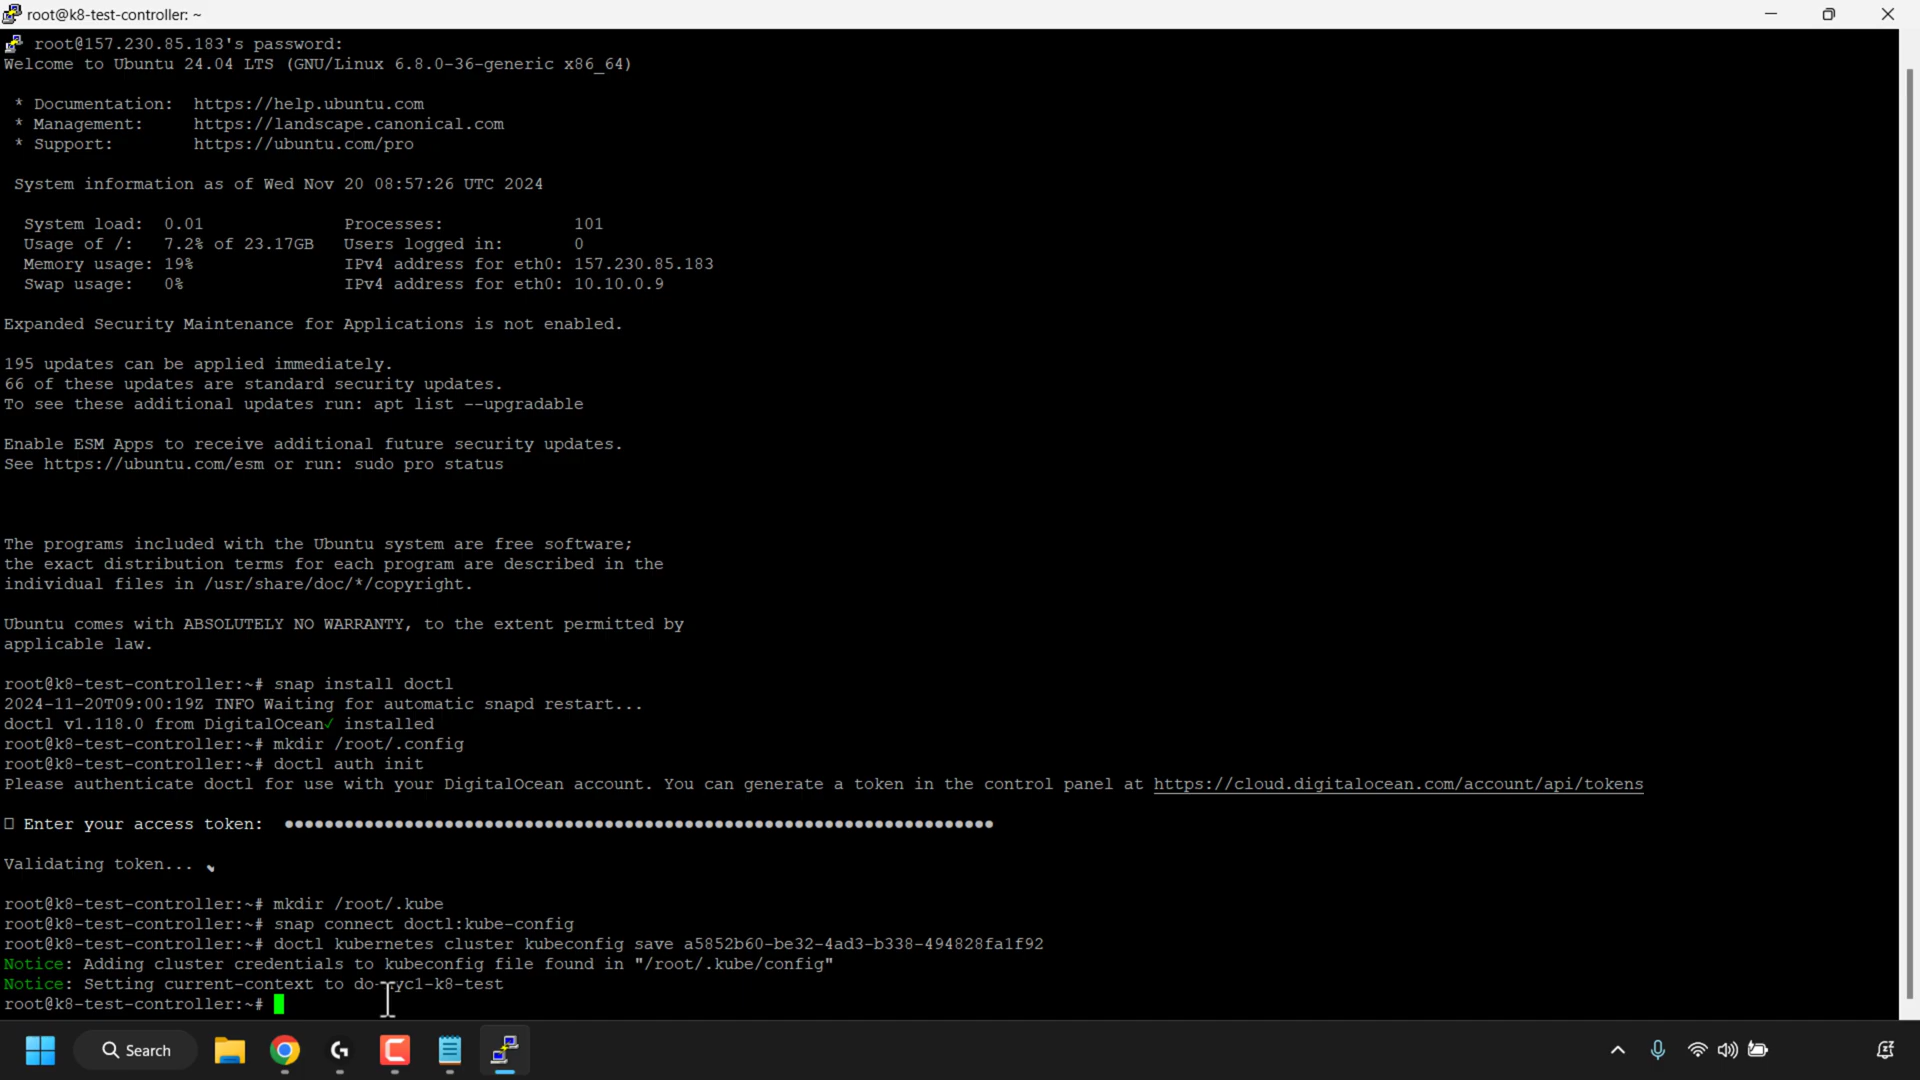 root@k8-test-controller: ~
root@157.230.85.183's password:
Welcome to Ubuntu 24.04 LTS (GNU/Linux 6.8.0-36-generic x86_64)
* Documentation:  https://help.ubuntu.com
* Management:     https://landscape.canonical.com
* Support:        https://ubuntu.com/pro
System information as of Wed Nov 20 08:57:26 UTC 2024
System load:  0.01              Processes:             101
Usage of /:   7.2% of 23.17GB   Users logged in:       0
Memory usage: 19%               IPv4 address for eth0: 157.230.85.183
Swap usage:   0%                IPv4 address for eth0: 10.10.0.9
Expanded Security Maintenance for Applications is not enabled.
195 updates can be applied immediately.
66 of these updates are standard security updates.
To see these additional updates run: apt list --upgradable
Enable ESM Apps to receive additional future security updates.
See https://ubuntu.com/esm or run: sudo pro status
The programs included with the Ubuntu system are free software;
the exact distribution terms for each program are described in the
individual files in /usr/share/doc/*/copyright.
Ubuntu comes with ABSOLUTELY NO WARRANTY, to the extent permitted by
applicable law.
root@k8-test-controller:~# snap install doctl
2024-11-20T09:00:19Z INFO Waiting for automatic snapd restart...
doctl v1.118.0 from DigitalOcean✓ installed
root@k8-test-controller:~# mkdir /root/.config
root@k8-test-controller:~# doctl auth init
Please authenticate doctl for use with your DigitalOcean account. You can generate a token in the control panel at https://cloud.digitalocean.com/account/api/tokens
Enter your access token:
Validating token...
root@k8-test-controller:~# mkdir /root/.kube
root@k8-test-controller:~# snap connect doctl:kube-config
root@k8-test-controller:~# doctl kubernetes cluster kubeconfig save a5852b60-be32-4ad3-b338-494828fa1f92
Notice: Adding cluster credentials to kubeconfig file found in "/root/.kube/config"
Notice: Setting current-context to do-nyc1-k8-test
root@k8-test-controller:~#
Search